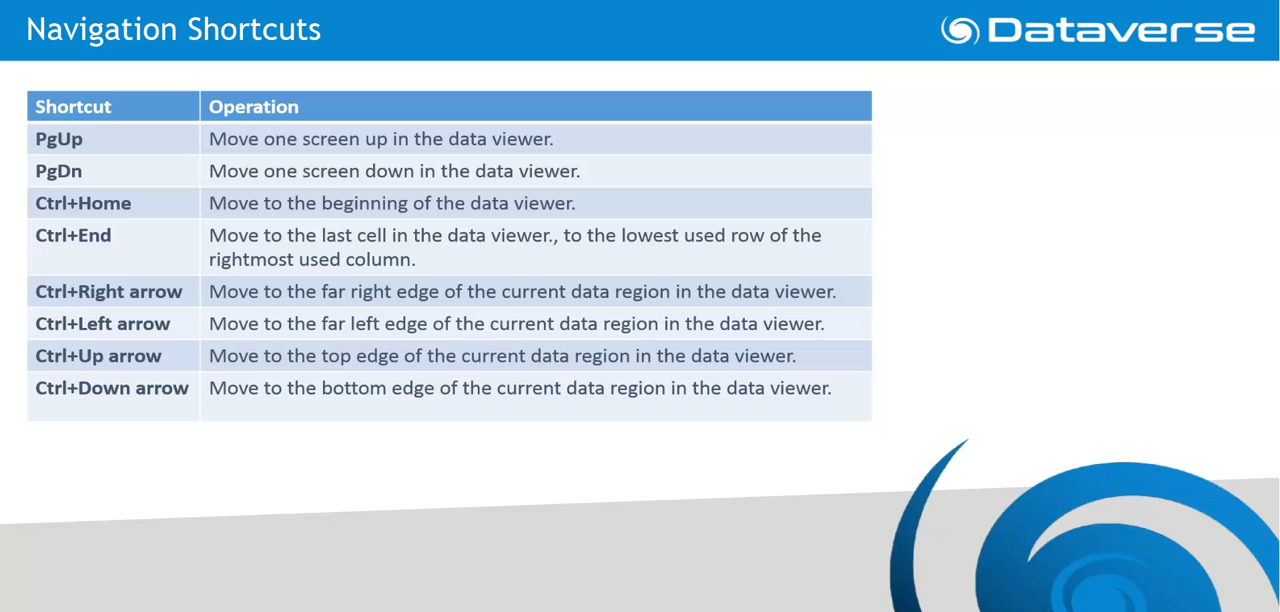 Navigation Shortcuts
Dataverse
Shortcut Operation
PgUp Move one screen up in the data viewer.
PgDn Move one screen down in the data viewer.
Ctrl+Home Move to the beginning of the data viewer.
Ctrl+End Move to the last cell in the data viewer., to the lowest used row of the
rightmost used column.
Ctrl+Right arrow Move to the far right edge of the current data region in the data viewer.
Ctrl+Left arrow Move to the far left edge of the current data region in the data viewer.
Ctrl+Up arrow Move to the top edge of the current data region in the data viewer.
Ctrl+Down arrow Move to the bottom edge of the current data region in the data viewer.